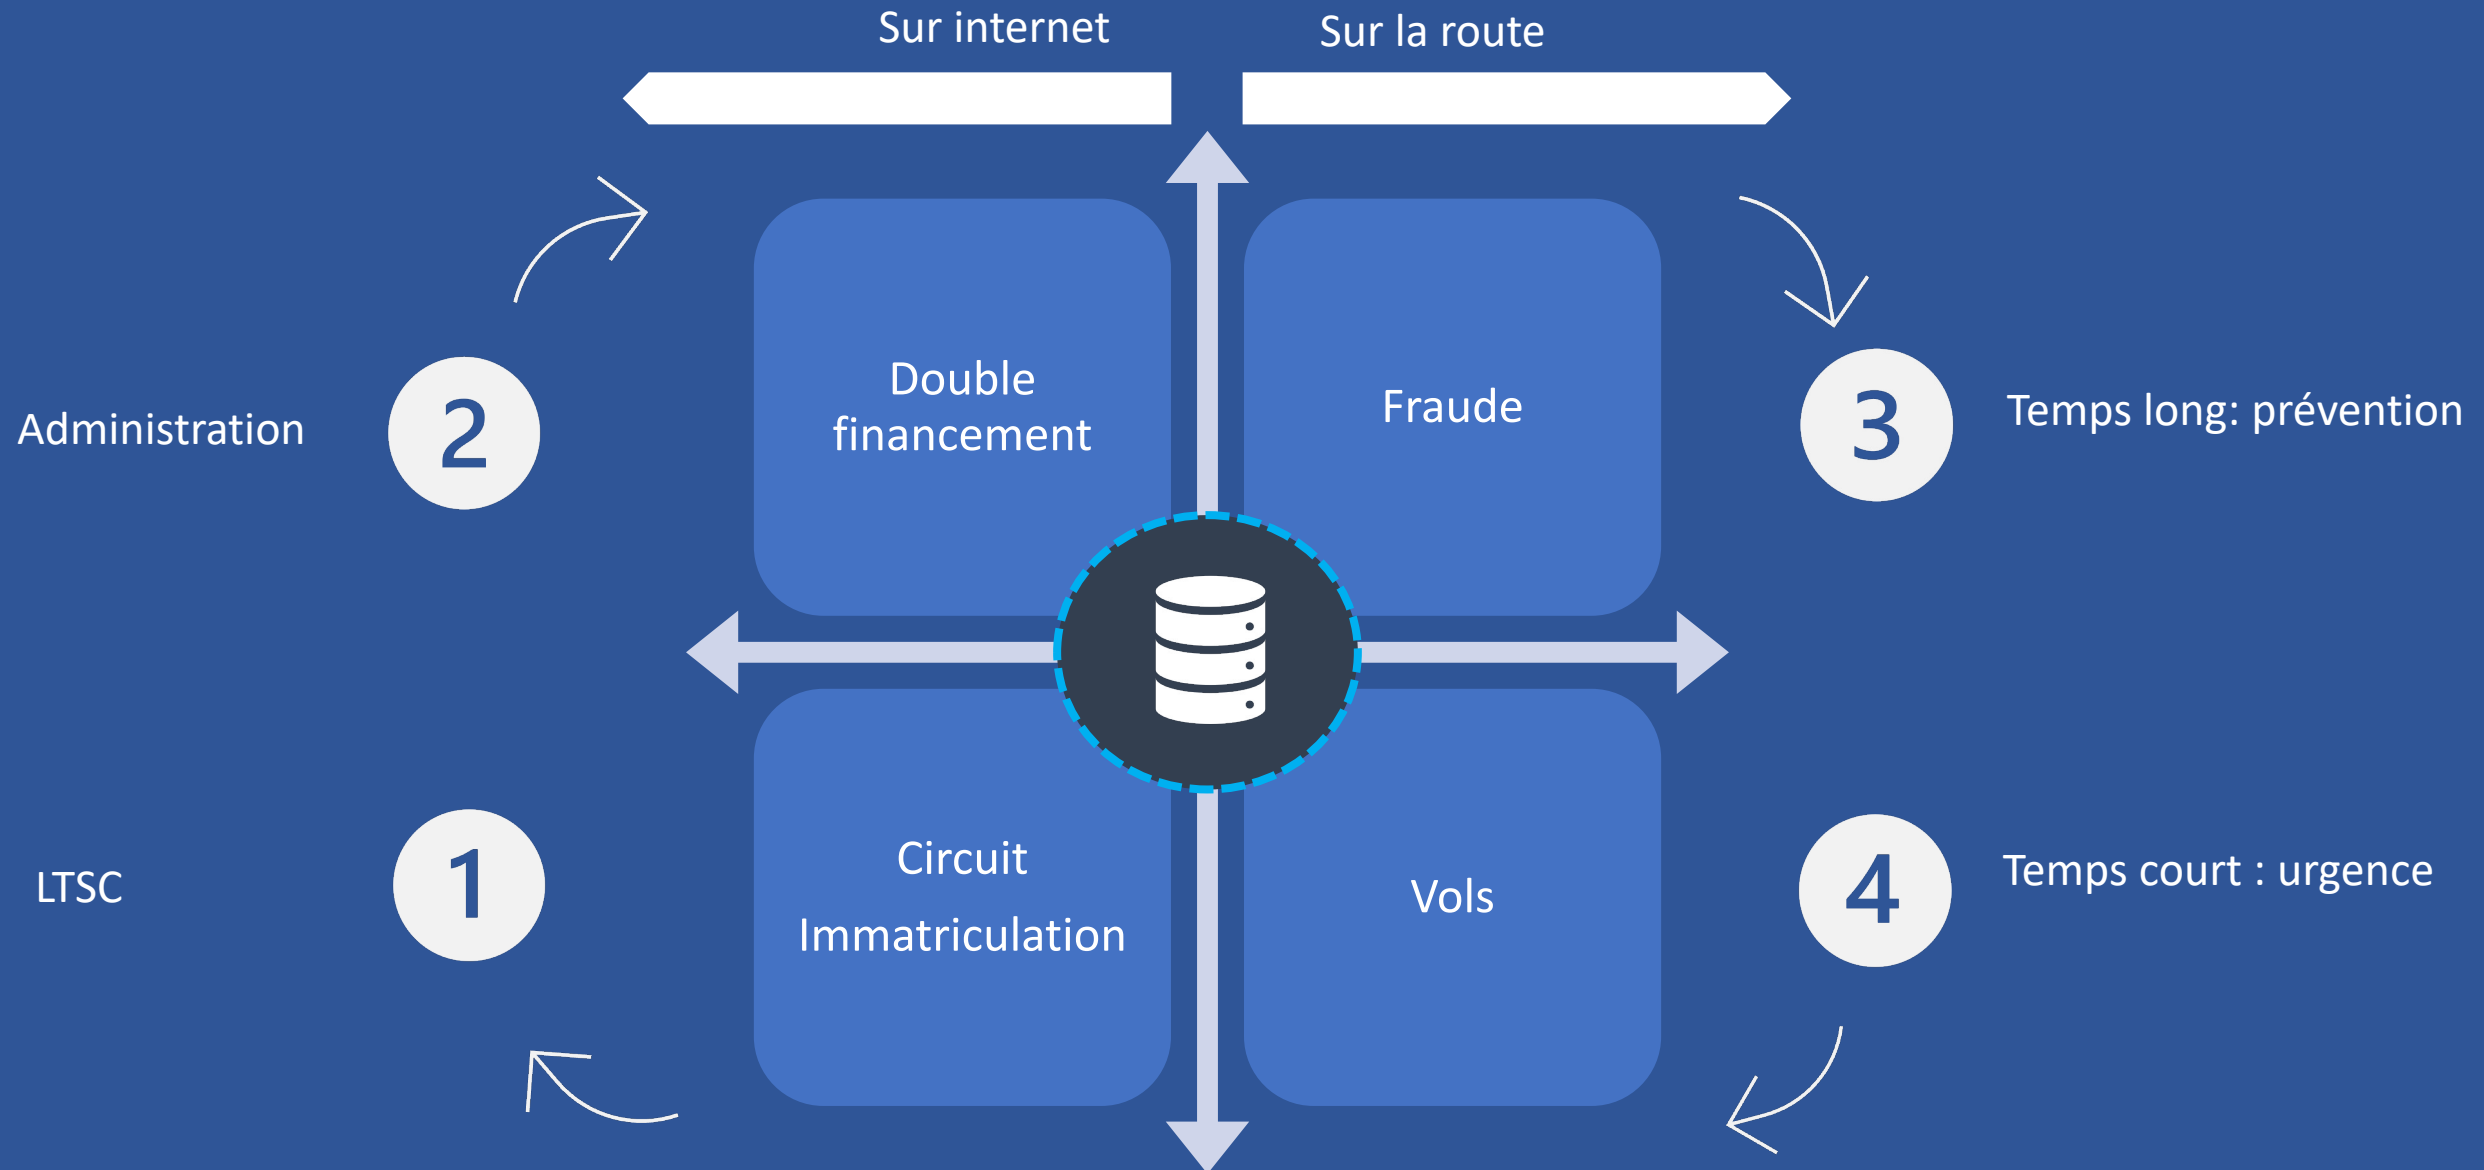 Sur internet
Sur la route
Double
financement
Fraude
Administration
2
3
Temps long: prévention
Circuit
Immatriculation
Vols
LTSC
1
4
Temps court : urgence